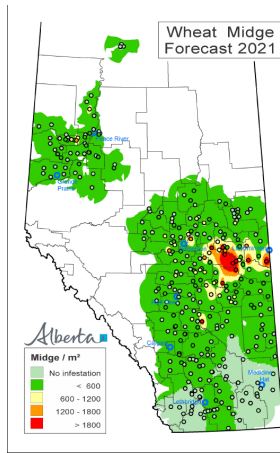 Wheat Midge
Forecast 2021
Peace River
Grande
Prairie
Calgary
Medicine
Hat
Lethbridge
Alberta
Midge / m²
No infestation
< 600
600 - 1200
1200 - 1800
> 1800